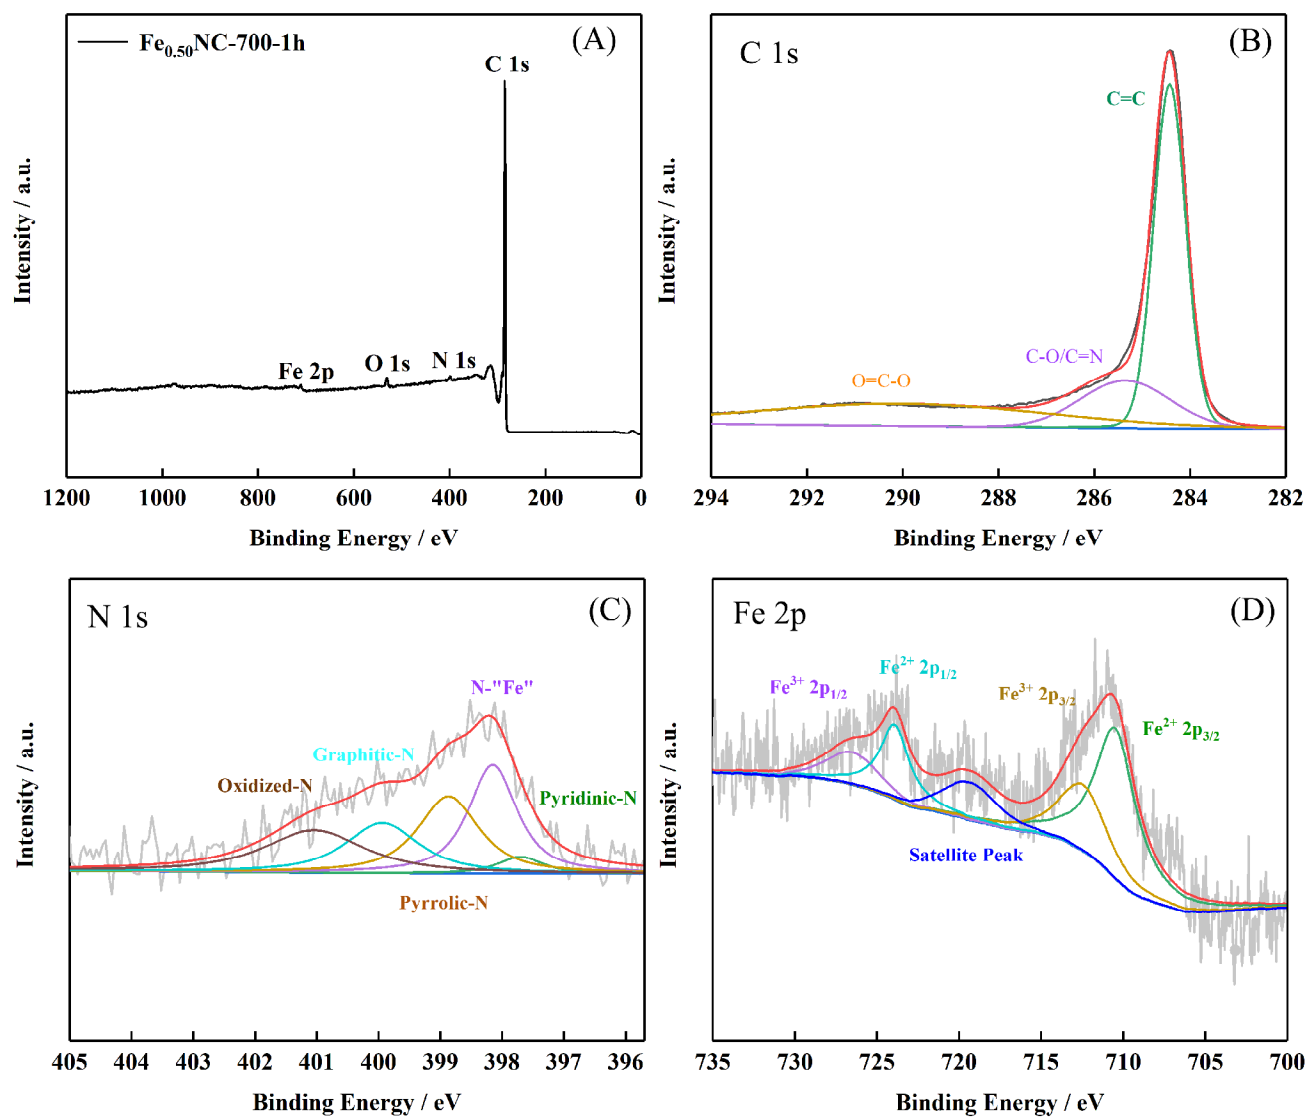 Fe0.50NC-700-1h
(A)
C 1s
Fe 2p
O 1s
N 1s
Intensity / a.u.
1200 1000 800 600 400 200 0
Binding Energy / eV
C 1s
(B)
C=C
C-O/C=N
O=C-O
Intensity / a.u.
294 292 290 288 286 284 282
Binding Energy / eV
N 1s
(C)
N-"Fe"
Graphitic-N
Oxidized-N
Pyridinic-N
Pyrrolic-N
Intensity / a.u.
405 404 403 402 401 400 399 398 397 396
Binding Energy / eV
Fe 2p
(D)
Fe2+ 2p1/2
Fe3+ 2p1/2
Fe3+ 2p3/2
Fe2+ 2p3/2
Satellite Peak
Intensity / a.u.
735 730 725 720 715 710 705 700
Binding Energy / eV